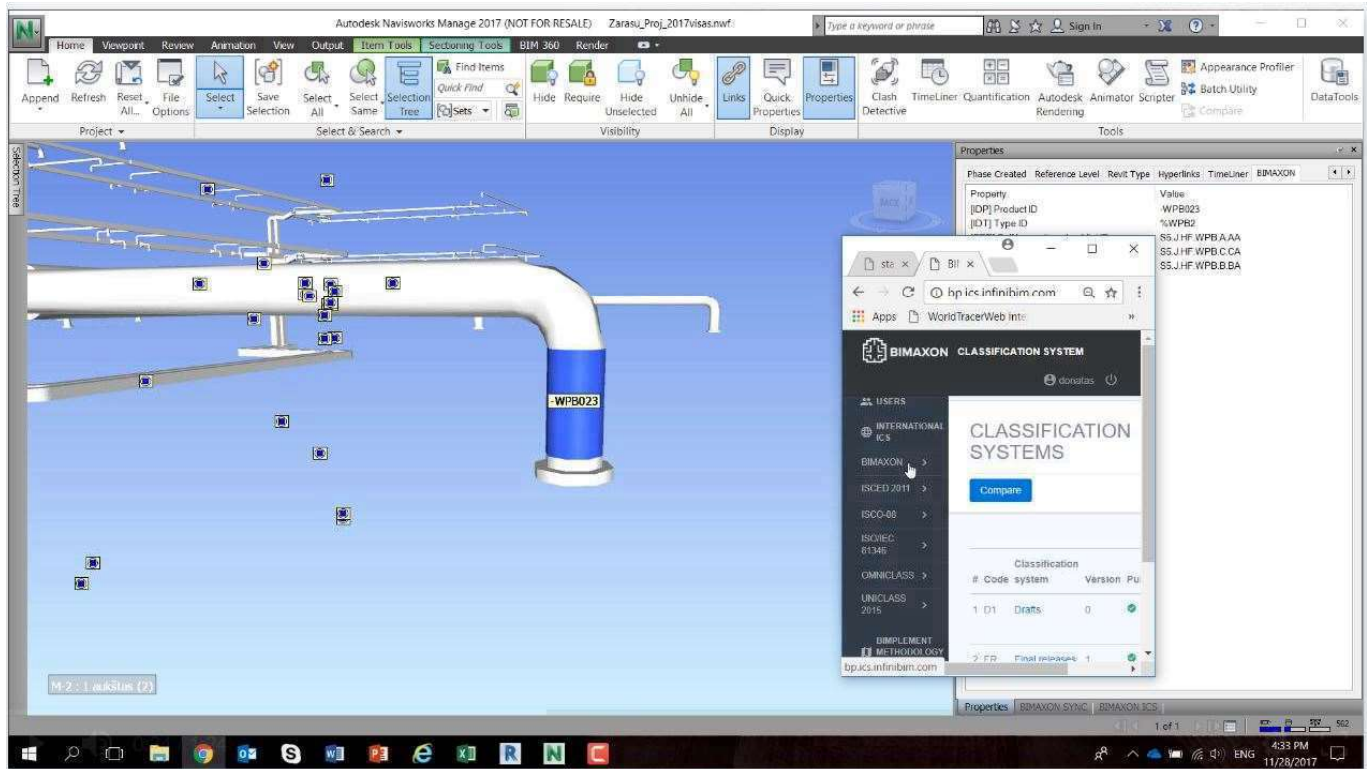 Autodesk Navisworks Manage 2017 (NOT FOR RESALE) Zarasu_Proj_2017visas.nwf
Type a keyword or phrase
Sign In
Home Viewpoint Review Animation View Output Item Tools Sectioning Tools BIM 360 Render
Append Refresh Reset All... File Options
Select Save Selection Select All Select Same Selection Tree
Find Items
Quick Find
Sets
Hide Require Hide Unselected Unhide All
Links Quick Properties Properties
Clash Detective TimeLiner Quantification Autodesk Rendering Animator Scripter
Appearance Profiler
Batch Utility
Compare
DataTools
Project Select & Search Visibility Display Tools
Selection Tree
BACK
-WPB023
M-2 : 1 aukštas (2)
Properties
Phase Created Reference Level Revit Type Hyperlinks TimeLiner BIMAXON
Property Value
[IDP] Product ID -WPB023
[IDT] Type ID %WPB2
S5.J.HF.WPB.A.AA
S5.J.HF.WPB.C.CA
S5.J.HF.WPB.B.BA
sta
BII
bp.ics.infinibim.com
Apps WorldTracerWeb Inte
BIMAXON CLASSIFICATION SYSTEM
donatas
USERS
INTERNATIONAL ICS
BIMAXON
ISCED 2011
ISCO-08
ISO/IEC 81346
OMNICLASS
UNICLASS 2015
BIMPLEMENT METHODOLOGY
CLASSIFICATION
SYSTEMS
Compare
# Code Classification system Version Pu
1 D1 Drafts 0
2 FR Final releases 1
bp.ics.infinibim.com
Properties BIMAXON SYNC BIMAXON ICS
1 of 1
502
ENG
4:33 PM
11/28/2017